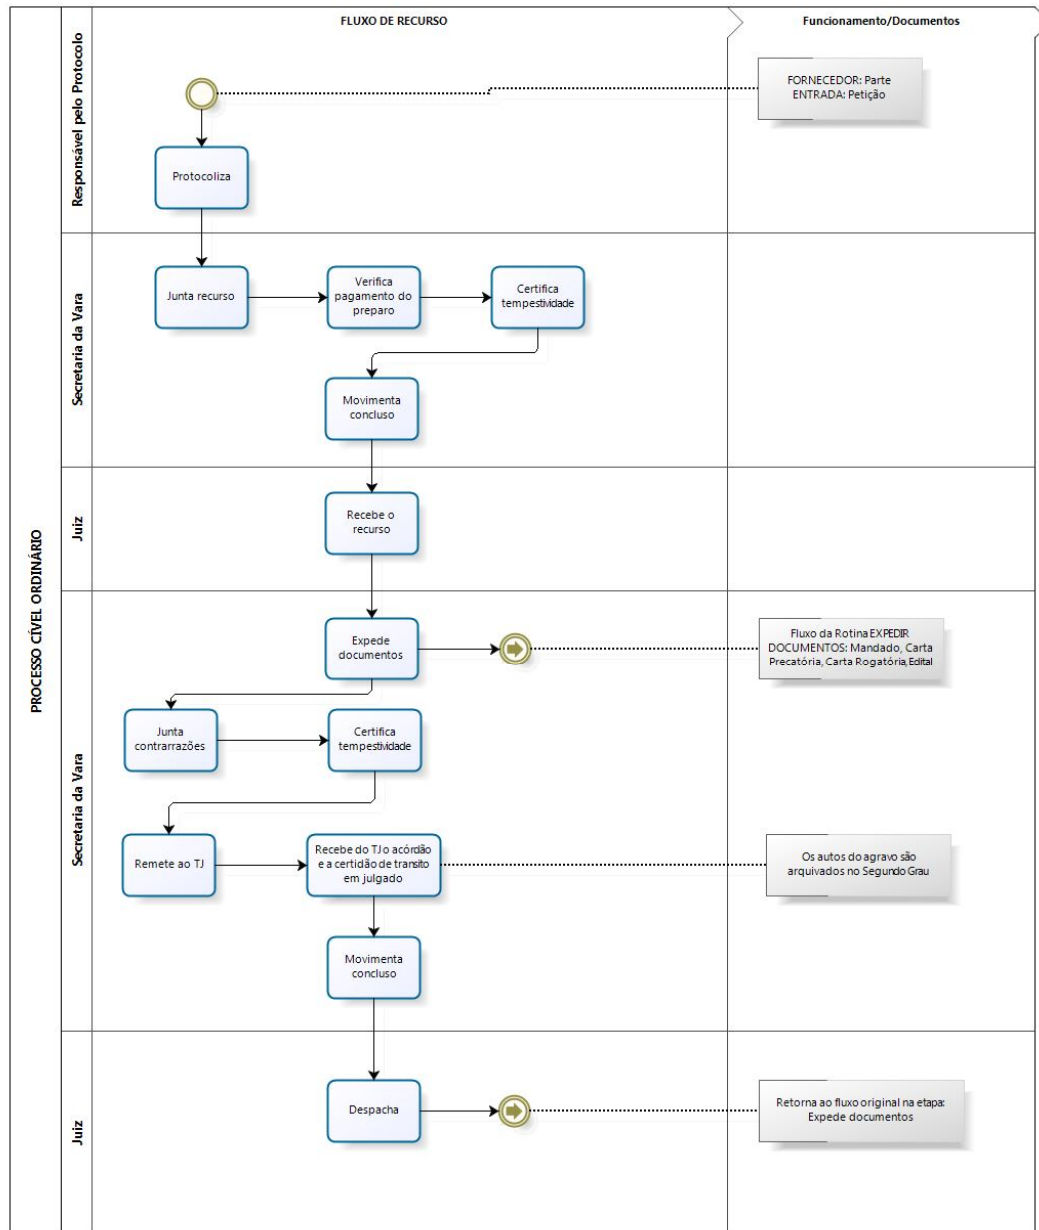 FLUXO DE RECURSO
Funcionamento/Documentos
PROCESSO CÍVEL ORDINÁRIO
Responsável pelo Protocolo
FORNECEDOR: Parte
ENTRADA: Petição
Protocoliza
Secretaria da Vara
Junta recurso
Verifica
pagamento do
preparo
Certifica
tempestividade
Movimenta
concluso
Juiz
Recebe o
recurso
Secretaria da Vara
Expede
documentos
Fluxo da Rotina EXPEDIR
DOCUMENTOS: Mandado, Carta
Precatória, Carta Rogatória, Edital
Junta
contrarrazões
Certifica
tempestividade
Remete ao TJ
Recebe do TJ o acórdão
e a certidão de transito
em julgado
Os autos do agravo são
arquivados no Segundo Grau
Movimenta
concluso
Juiz
Despacha
Retorna ao fluxo original na etapa:
Expede documentos